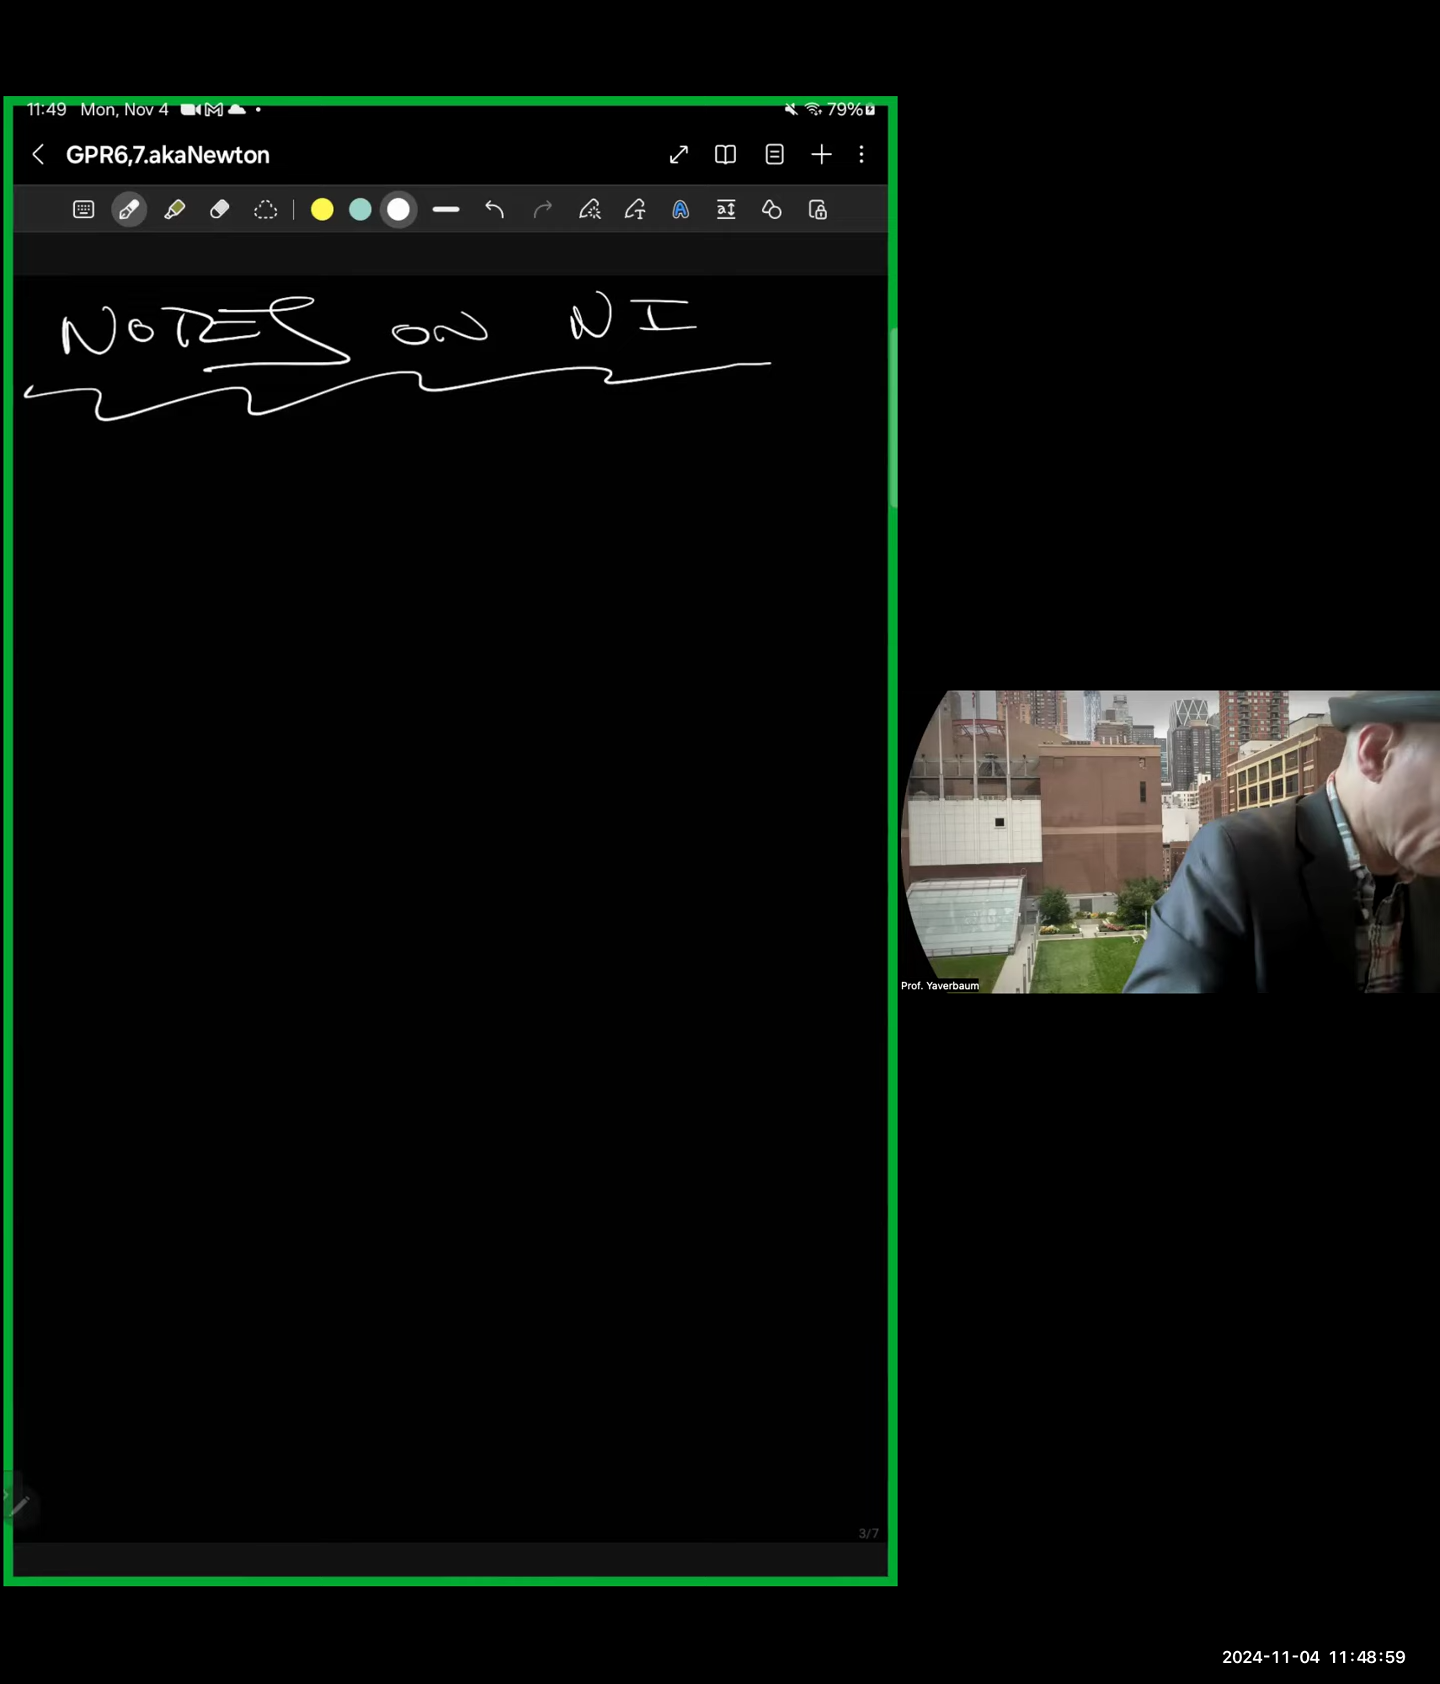 11:49 Mon, Nov 4 79%
GPR6,7.akaNewton
NOTES ON NI
3/7
Prof. Yaverbaum
2024-11-04 11:48:59